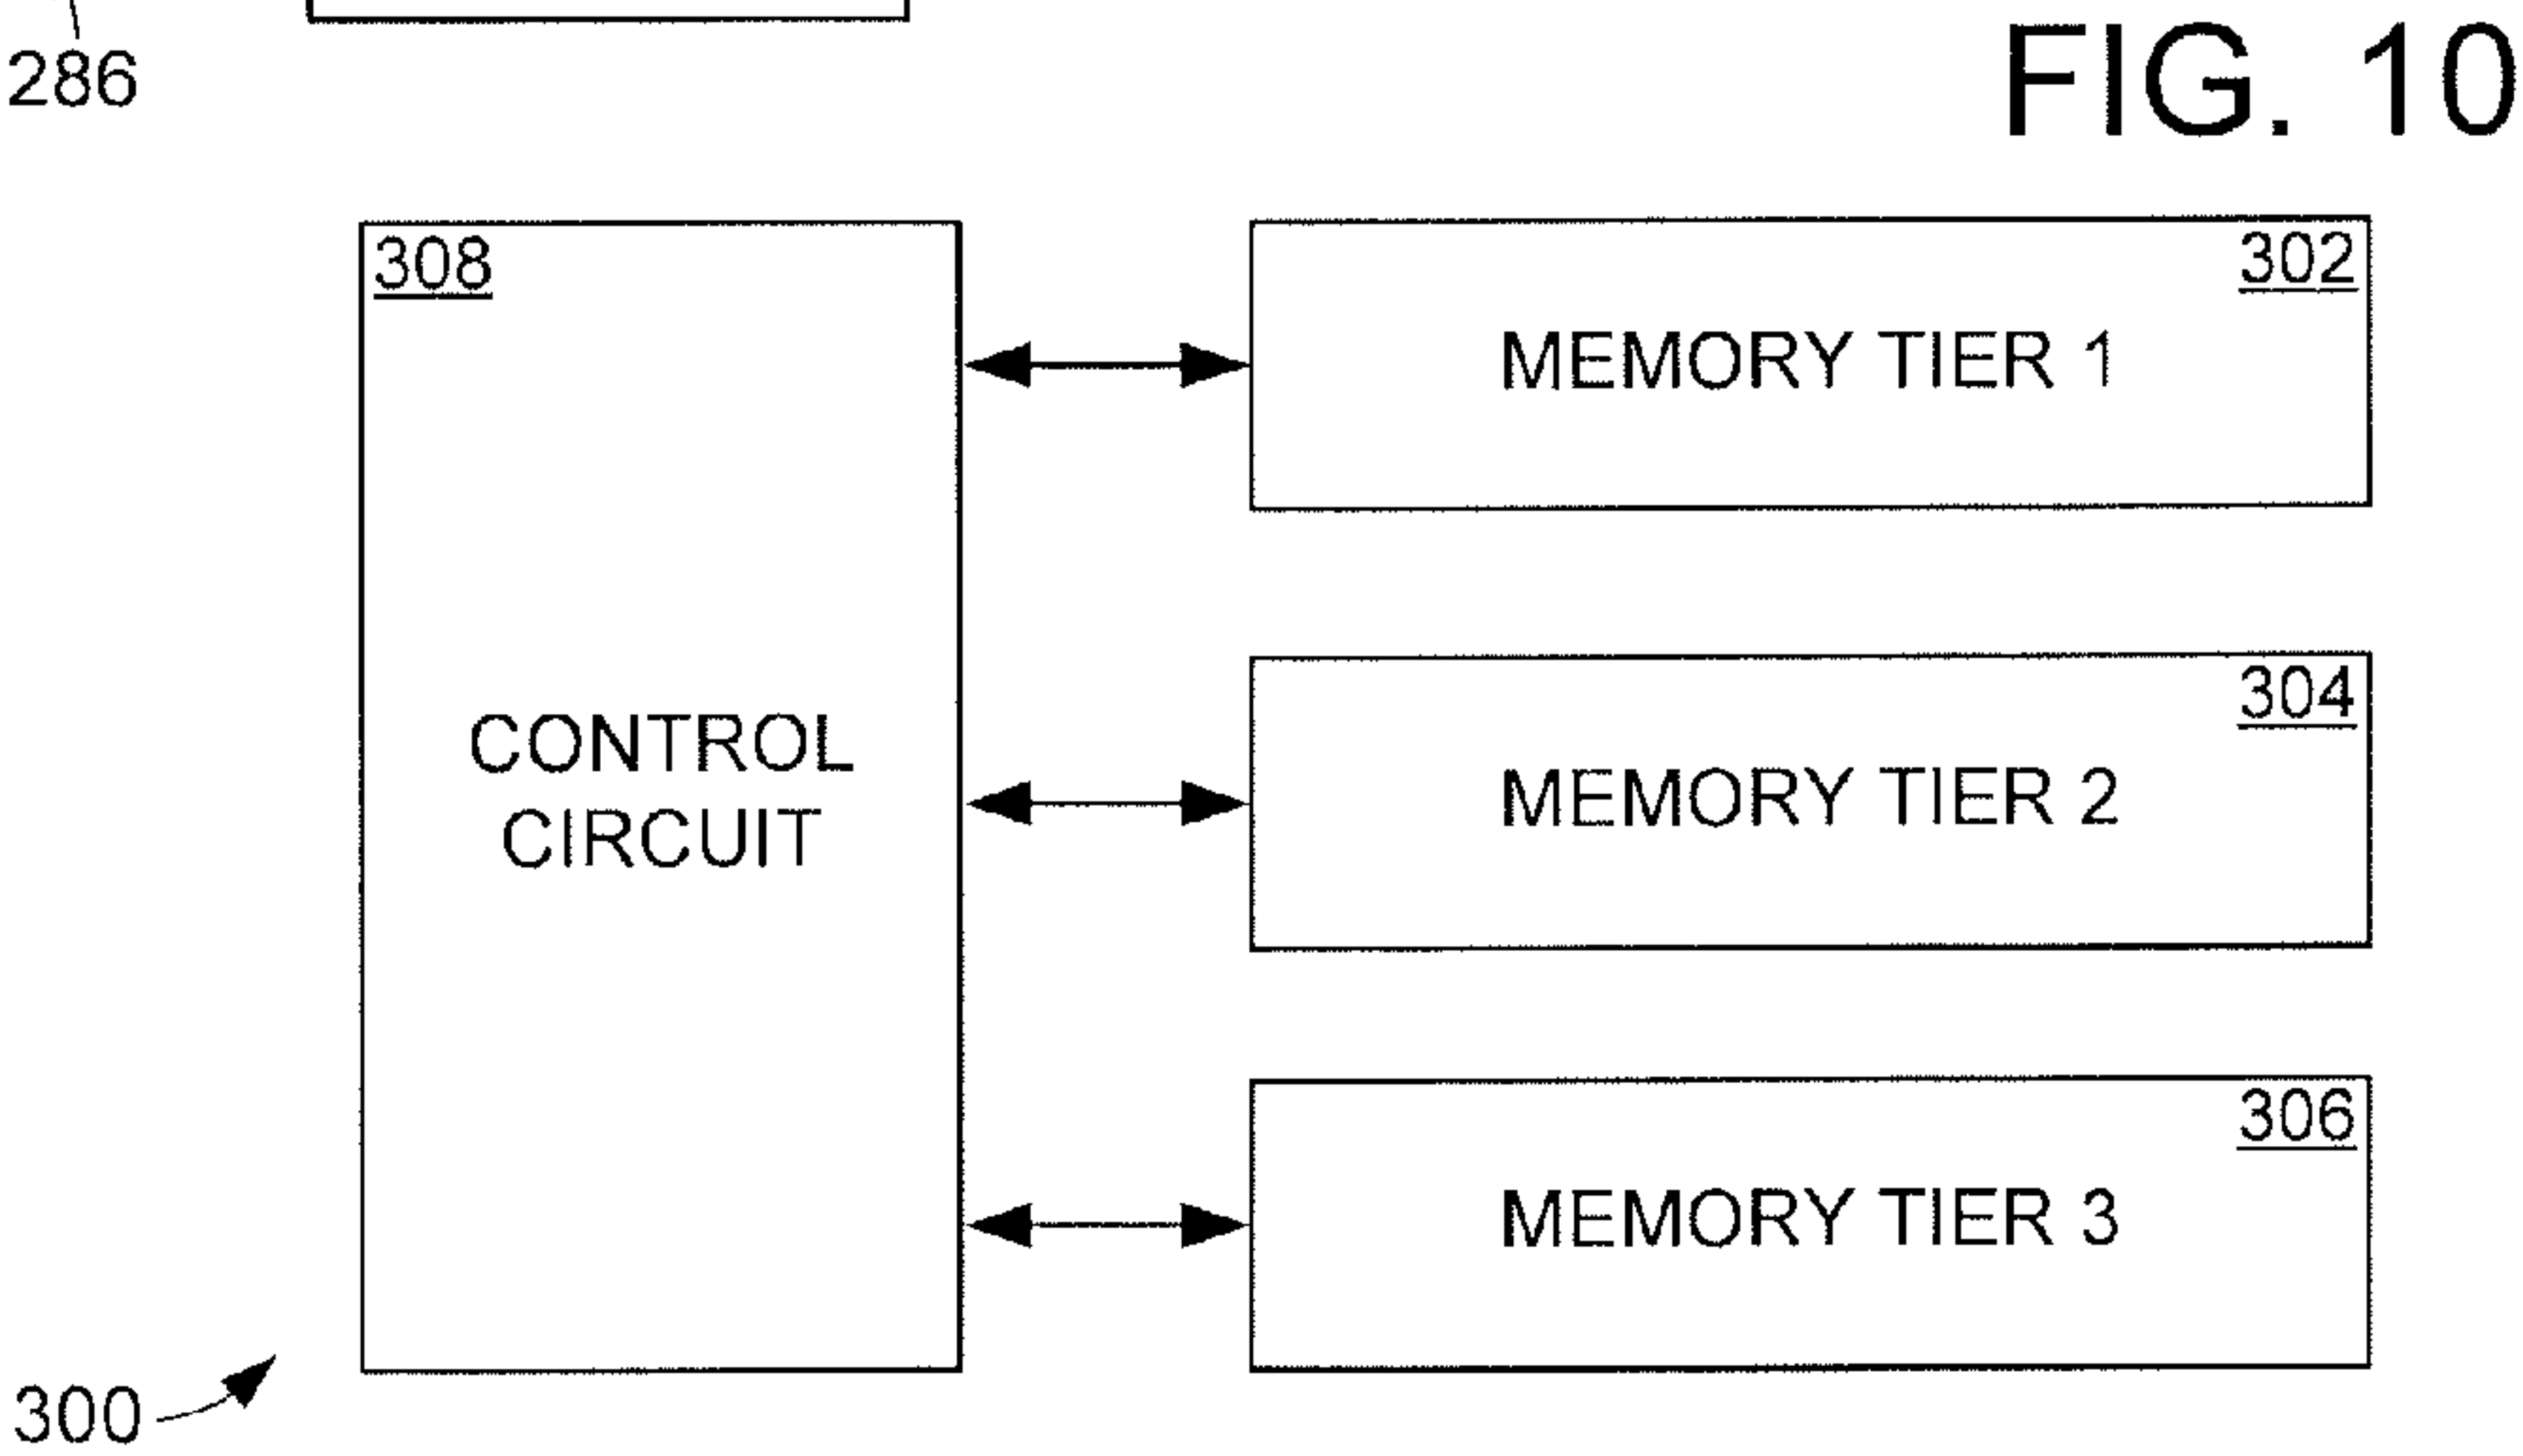 286
FIG. 10
308
302
MEMORY TIER 1
304
CONTROL
CIRCUIT
MEMORY TIER 2
306
MEMORY TIER 3
300